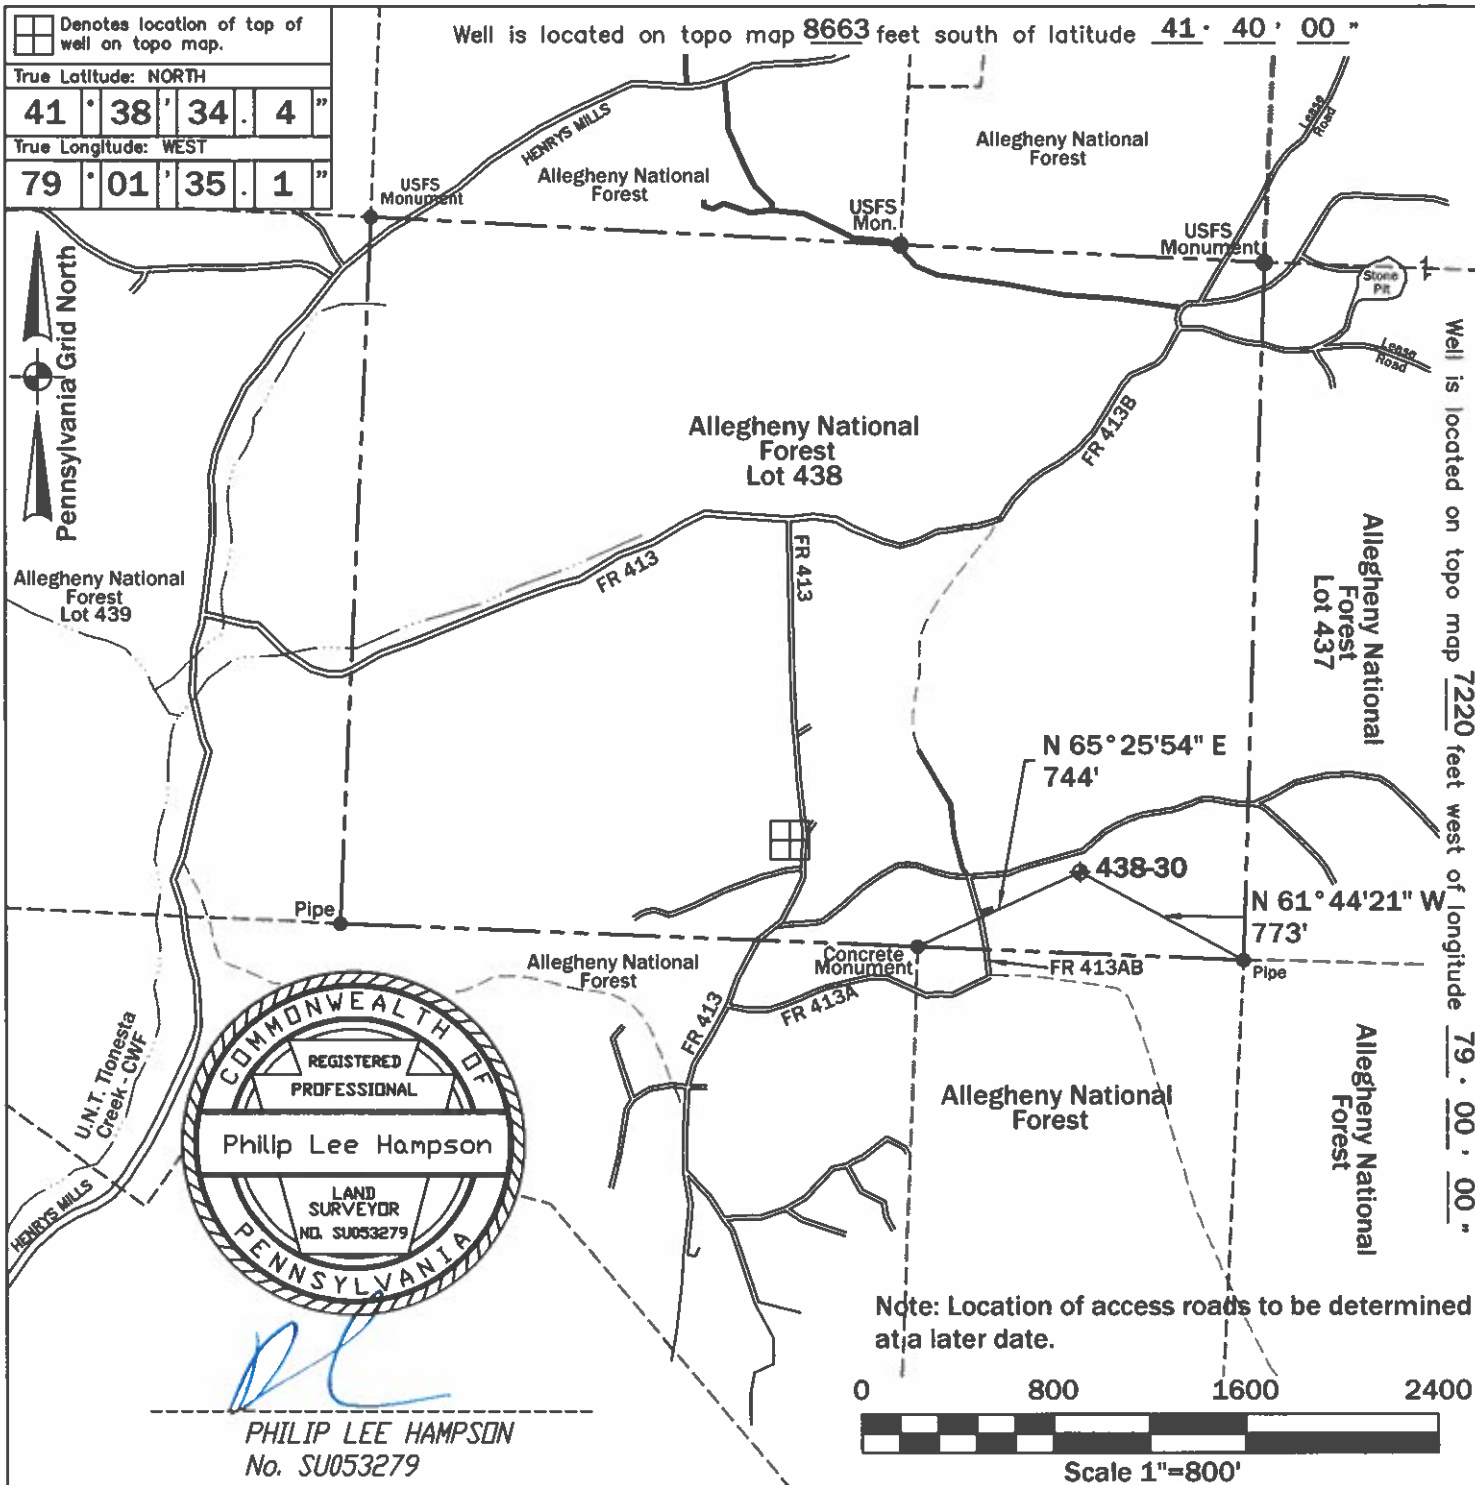 Denotes location of top of
well on topo map.
Well is located on topo map 8663 feet south of latitude 41 · 40 ' 00 "
True Latitude: NORTH
41 ° 38 ' 34 . 4 "
True Longitude: WEST
79 ° 01 ' 35 . 1 "
HENRYS MILLS
Allegheny National
Forest
Allegheny National
Forest
Lease
Road
USFS
Monument
USFS
Mon.
USFS
Monument
Stone
Pit
Lease
Road
Pennsylvania Grid North
Well is located on topo map 7220 feet west of longitude 79 · 00 ' 00 "
Allegheny National
Forest
Lot 438
FR 413B
FR 413
FR 413
Allegheny National
Forest
Lot 439
Allegheny National
Forest
Lot 437
N 65°25'54" E
744'
438-30
N 61°44'21" W
773'
Pipe
Concrete
Monument
Pipe
FR 413AB
FR 413A
FR 413
Allegheny National
Forest
U.N.T. Tionesta
Creek - CWF
HENRYS MILLS
Allegheny National
Forest
Allegheny National
Forest
COMMONWEALTH OF
REGISTERED
PROFESSIONAL
Philip Lee Hampson
LAND
SURVEYOR
NO. SU053279
PENNSYLVANIA
Note: Location of access roads to be determined
at a later date.
PHILIP LEE HAMPSON
No. SU053279
0 800 1600 2400
Scale 1"=800'